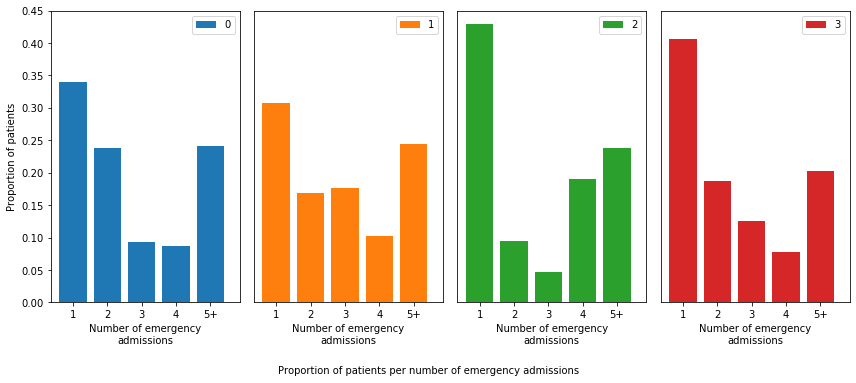 Proportion of patients
0.45
0.40
0.35
0.30
0.25
0.20
0.15
0.10
0.05
0.00
0
1 2 3 4 5+
Number of emergency
admissions
1
1 2 3 4 5+
Number of emergency
admissions
2
1 2 3 4 5+
Number of emergency
admissions
3
1 2 3 4 5+
Number of emergency
admissions
Proportion of patients per number of emergency admissions